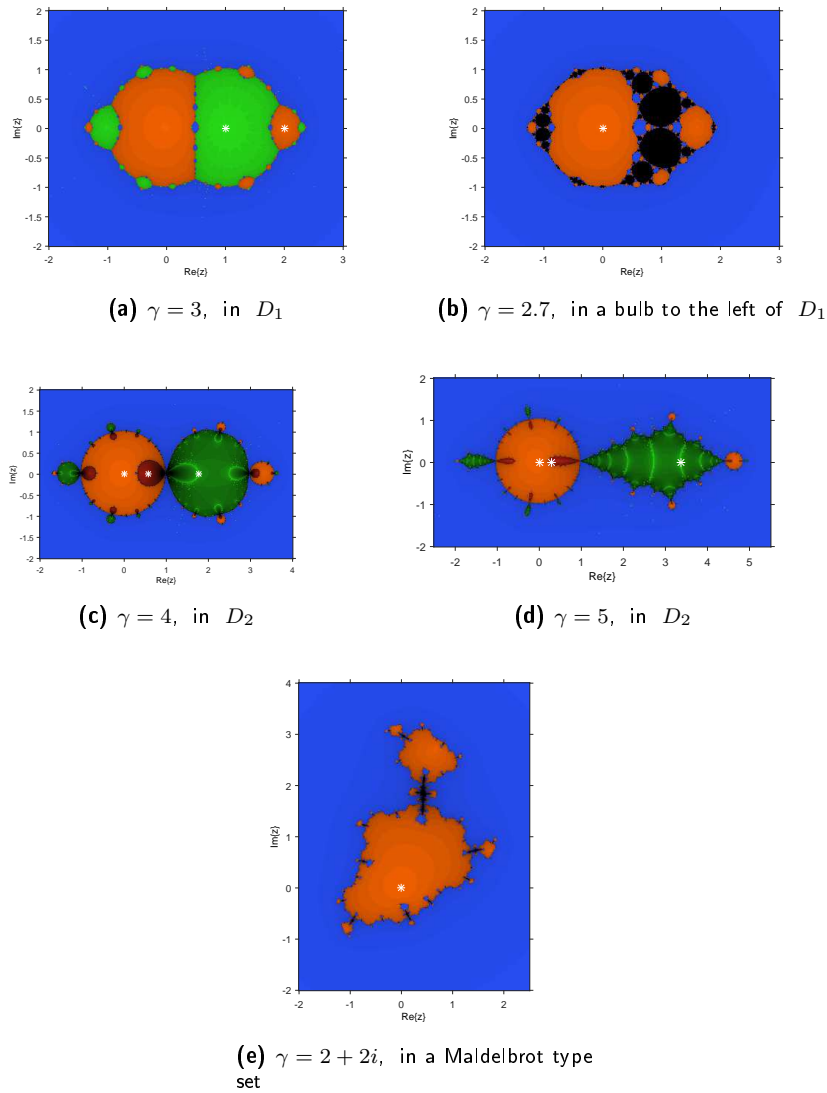 2
1.5
1
0.5
0
-0.5
-1
-1.5
-2
-2 -1 0 1 2 3
Im{z}
Re{z}
(a) γ = 3, in D1
2
1.5
1
0.5
0
-0.5
-1
-1.5
-2
-2 -1 0 1 2 3
Im{z}
Re{z}
(b) γ = 2.7, in a bulb to the left of D1
2
1.5
1
0.5
0
-0.5
-1
-1.5
-2
-2 -1 0 1 2 3 4
Im{z}
Re{z}
(c) γ = 4, in D2
2
1
0
-1
-2
-2 -1 0 1 2 3 4 5
Im{z}
Re{z}
(d) γ = 5, in D2
4
3
2
1
0
-1
-2
-2 -1 0 1 2
Im{z}
Re{z}
(e) γ = 2 + 2i, in a Maldelbrot type
set